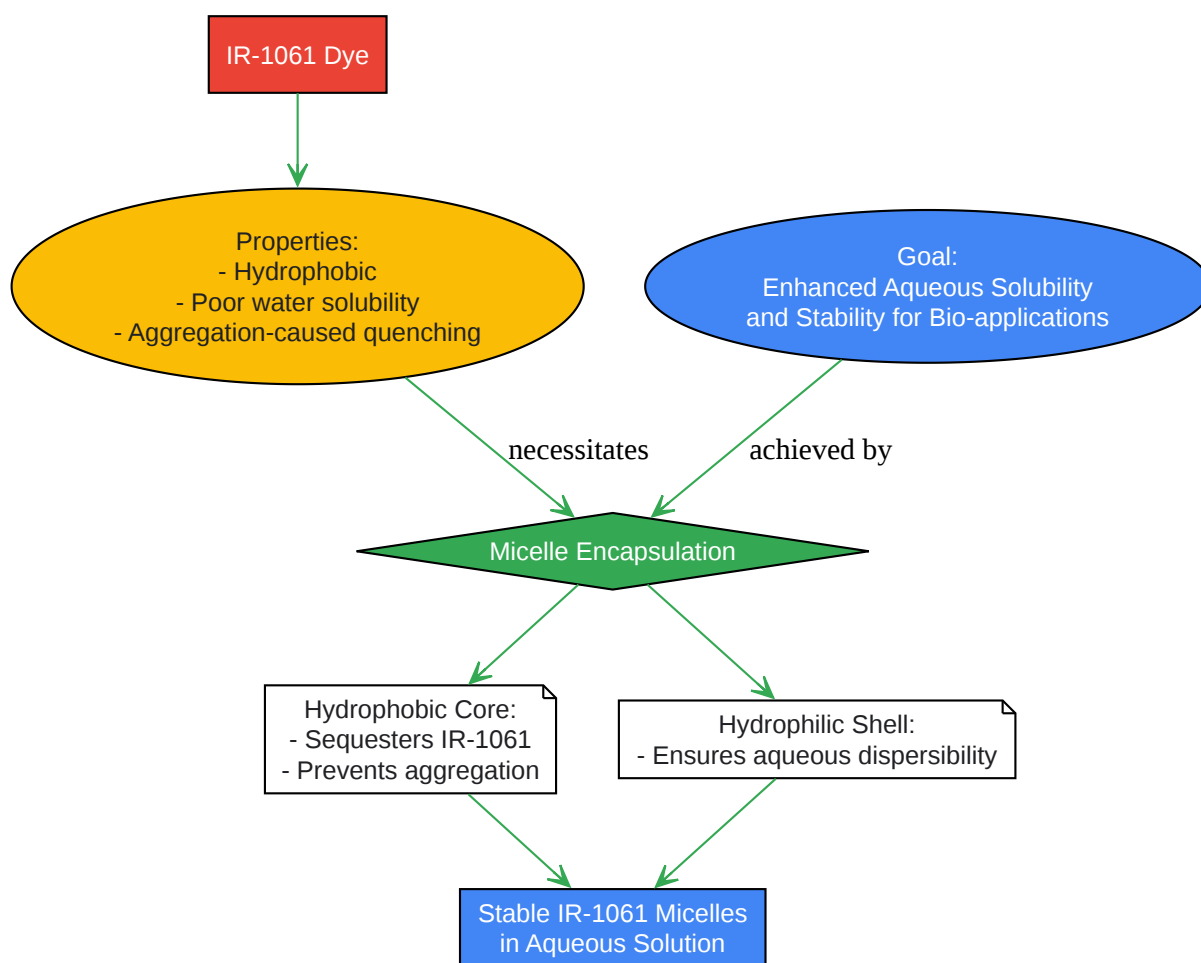 IR-1061 Dye
Properties:
- Hydrophobic
- Poor water solubility
- Aggregation-caused quenching
Goal:
Enhanced Aqueous Solubility
and Stability for Bio-applications
necessitates
achieved by
Micelle Encapsulation
Hydrophobic Core:
- Sequesters IR-1061
- Prevents aggregation
Hydrophilic Shell:
- Ensures aqueous dispersibility
Stable IR-1061 Micelles
in Aqueous Solution